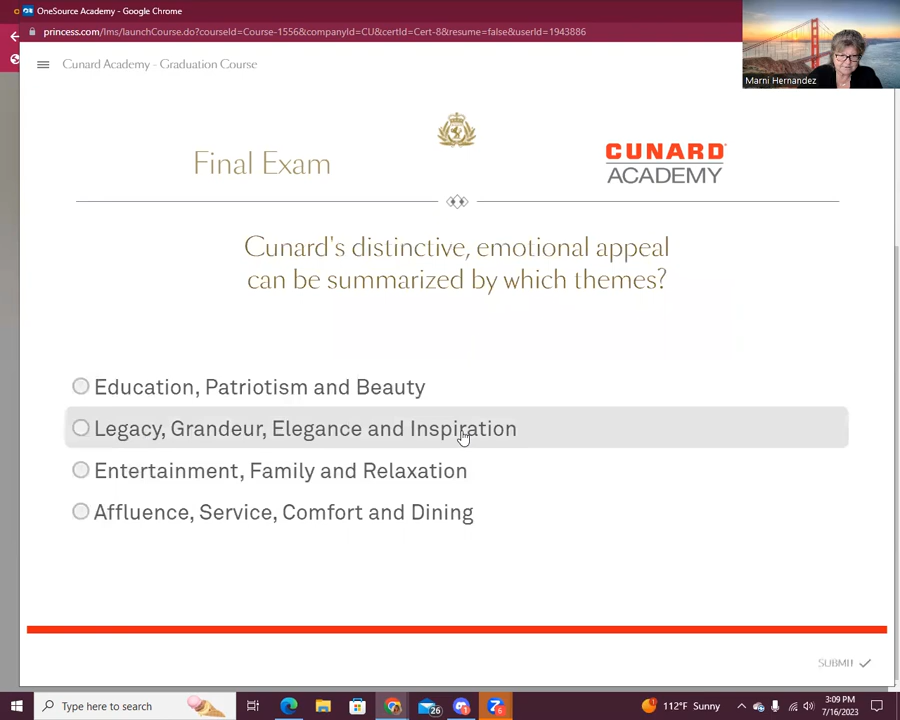 OneSource Academy - Google Chrome
princess.com/lms/launchCourse.do?courseId=Course-1556&companyId=CU&certId=Cert-8&resume=false&userId=1943886
Marni Hernandez
Cunard Academy - Graduation Course
Final Exam
CUNARD
ACADEMY
Cunard's distinctive, emotional appeal
can be summarized by which themes?
Education, Patriotism and Beauty
Legacy, Grandeur, Elegance and Inspiration
Entertainment, Family and Relaxation
Affluence, Service, Comfort and Dining
SUBMIT
Type here to search
26
112°F Sunny
3:09 PM
7/16/2023